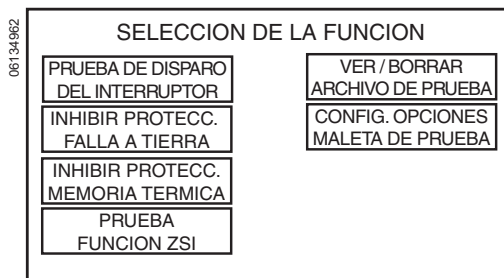 06134962
SELECCION DE LA FUNCION
PRUEBA DE DISPARO
DEL INTERRUPTOR
INHIBIR PROTECC.
FALLA A TIERRA
INHIBIR PROTECC.
MEMORIA TERMICA
PRUEBA
FUNCION ZSI
VER / BORRAR
ARCHIVO DE PRUEBA
CONFIG. OPCIONES
MALETA DE PRUEBA